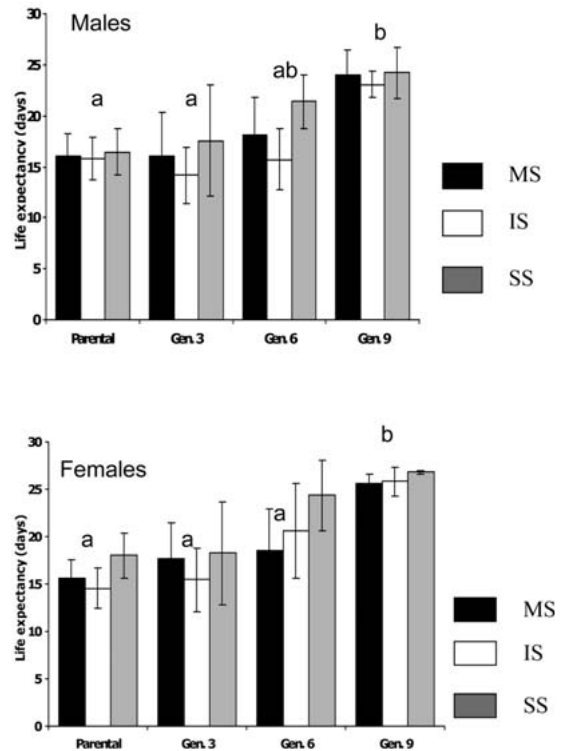 Males
30
25
20
15
10
5
0
Life expectancy (days)
a
a
ab
b
Parental
Gen. 3
Gen. 6
Gen. 9
MS
IS
SS
Females
30
25
20
15
10
5
0
Life expectancy (days)
a
a
a
b
Parental
Gen. 3
Gen. 6
Gen. 9
MS
IS
SS